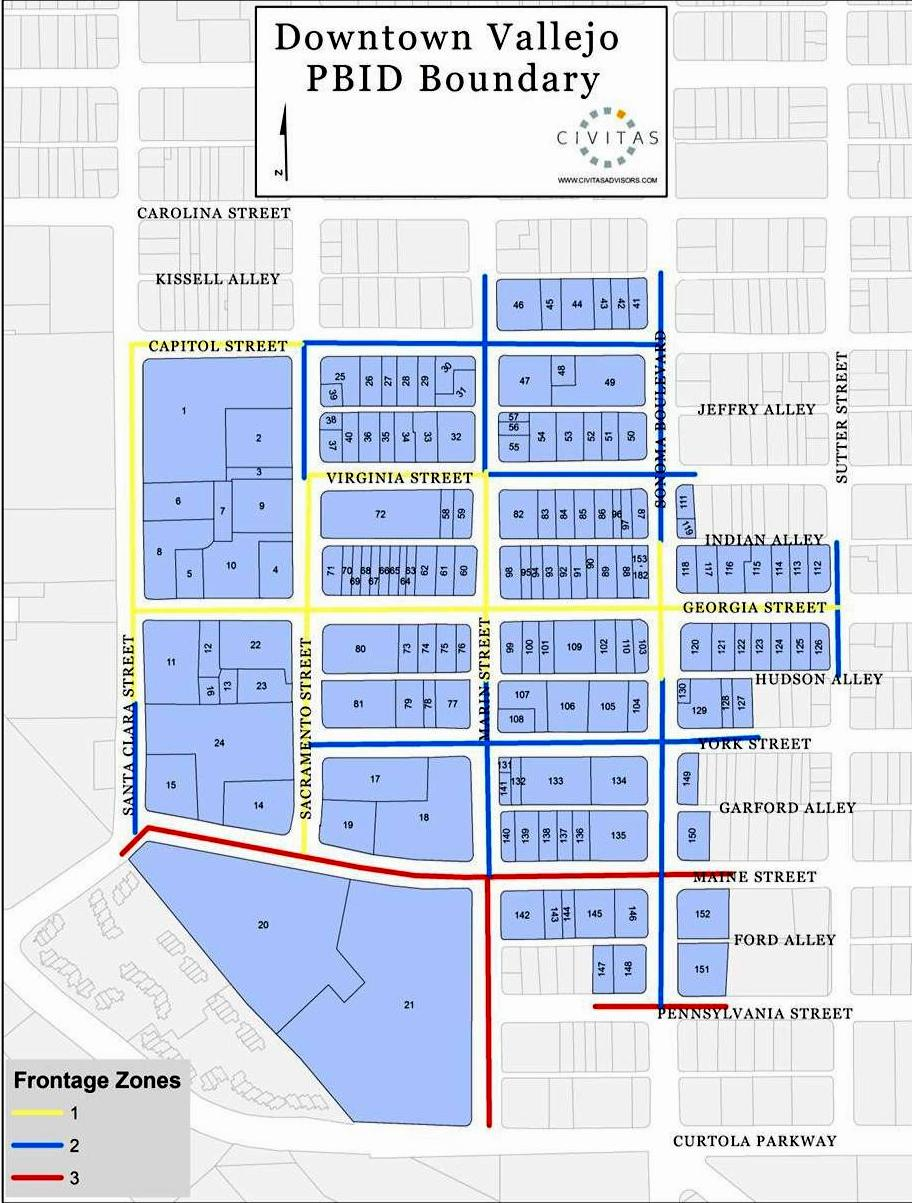 Downtown Vallejo
PBID Boundary
N
CIVITAS
WWW.CIVITASADVISORS.COM
CAROLINA STREET
KISSELL ALLEY
46 45 44 43 42 41
CAPITOL STREET
SONOMA BOULEVARD
SUTTER STREET
1 2 3 6 7 9 8 5 10 4
25 39 26 27 28 29 30 31
47 48 49
JEFFRY ALLEY
38 37 40 36 35 34 33 32
57 56 55 54 53 52 51 50
VIRGINIA STREET
72 58 59
82 83 84 85 86 96 97 87
111 119
INDIAN ALLEY
71 70 69 68 67 66 65 64 63 62 61 60
98 95 94 93 92 91 90 89 88 153- 182
118 117 116 115 114 113 112
GEORGIA STREET
SANTA CLARA STREET
SACRAMENTO STREET
MARIN STREET
11 12 22 16 13 23 24 15 14
80 73 74 75 76
99 100 101 109 102 110 103
120 121 122 123 124 125 126
HUDSON ALLEY
81 79 78 77
107 108 106 105 104
130 129 128 127
YORK STREET
17 19 18
131 141 132 133 134
149
GARFORD ALLEY
140 139 138 137 136 135
150
MAINE STREET
20 21
142 143 144 145 146
152
FORD ALLEY
147 148
151
PENNSYLVANIA STREET
CURTOLA PARKWAY
Frontage Zones
1
2
3